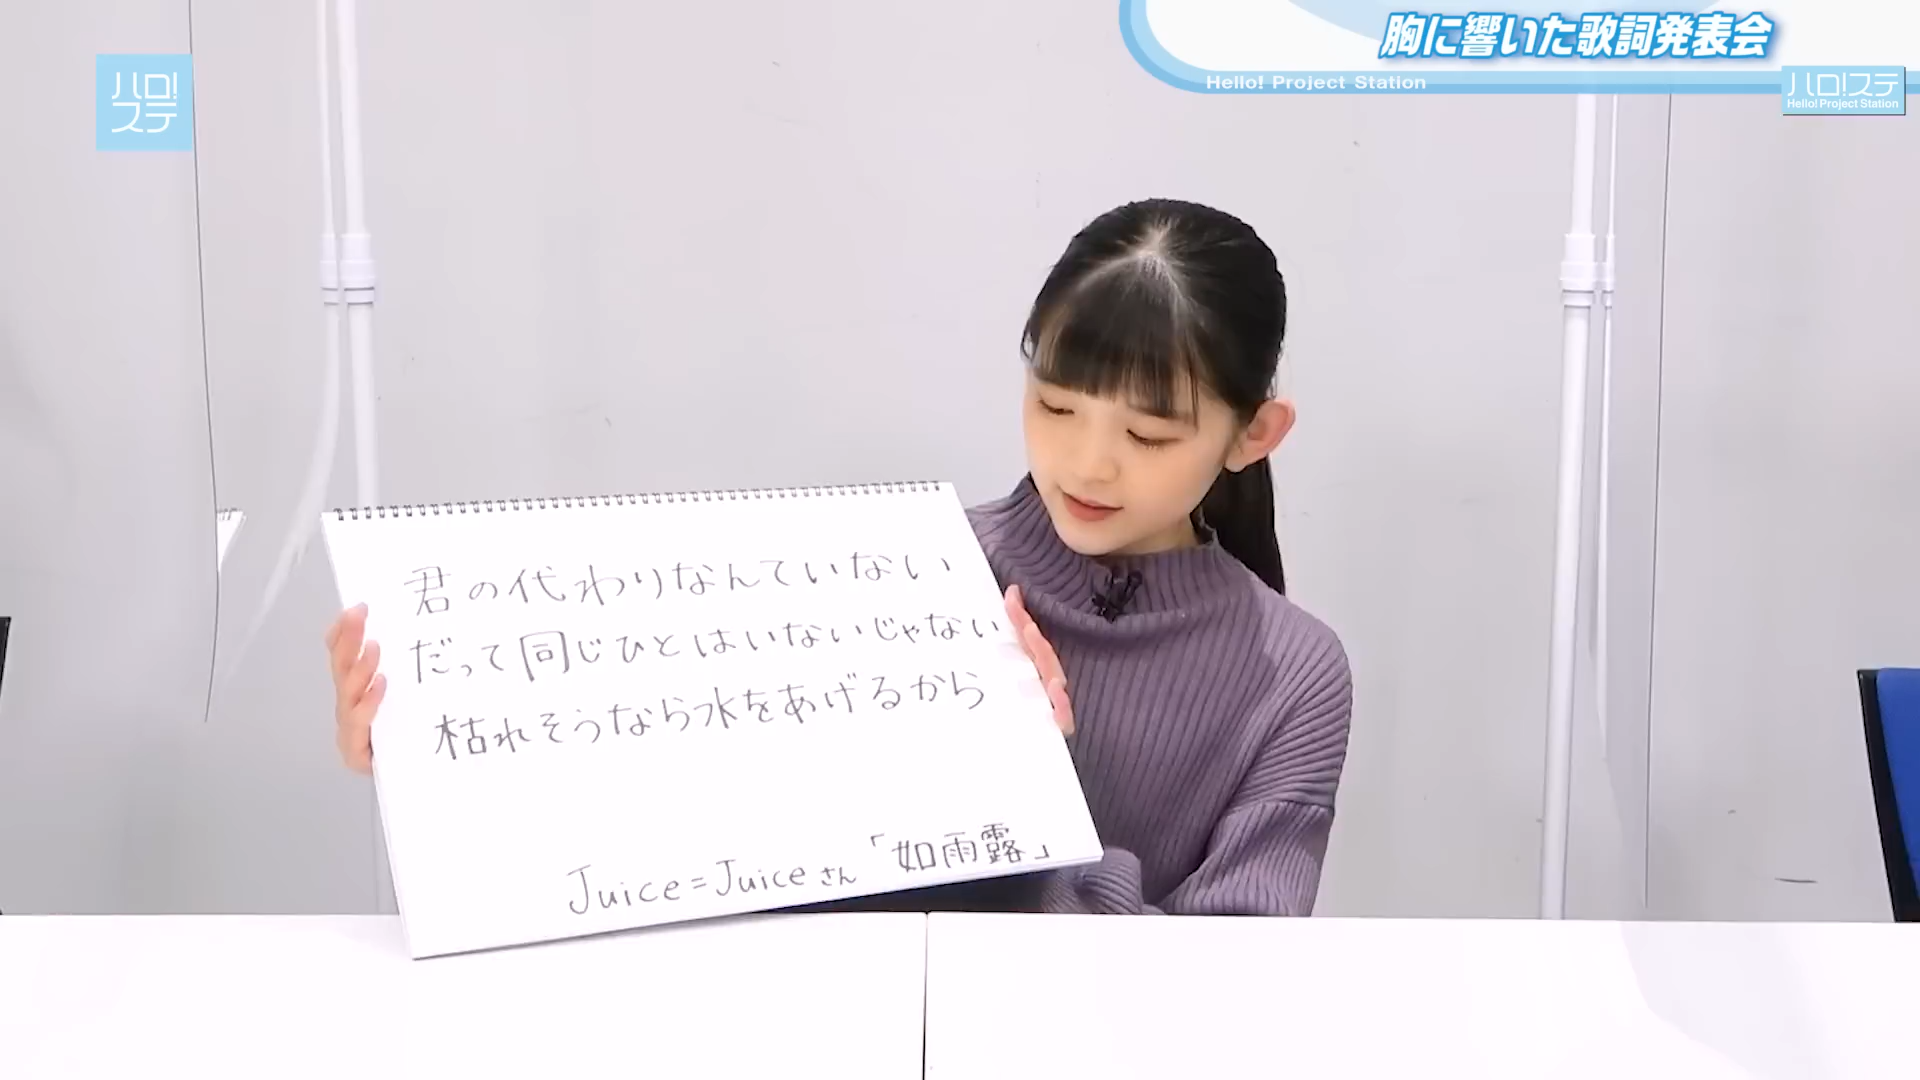 ハロ!
ステ
胸に響いた歌詞発表会
Hello! Project Station
ハロ!ステ
Hello! Project Station
君の代わりなんていない
だって同じひとはいないじゃない
枯れそうなら水をあげるから
Juice=Juiceさん「如雨露」